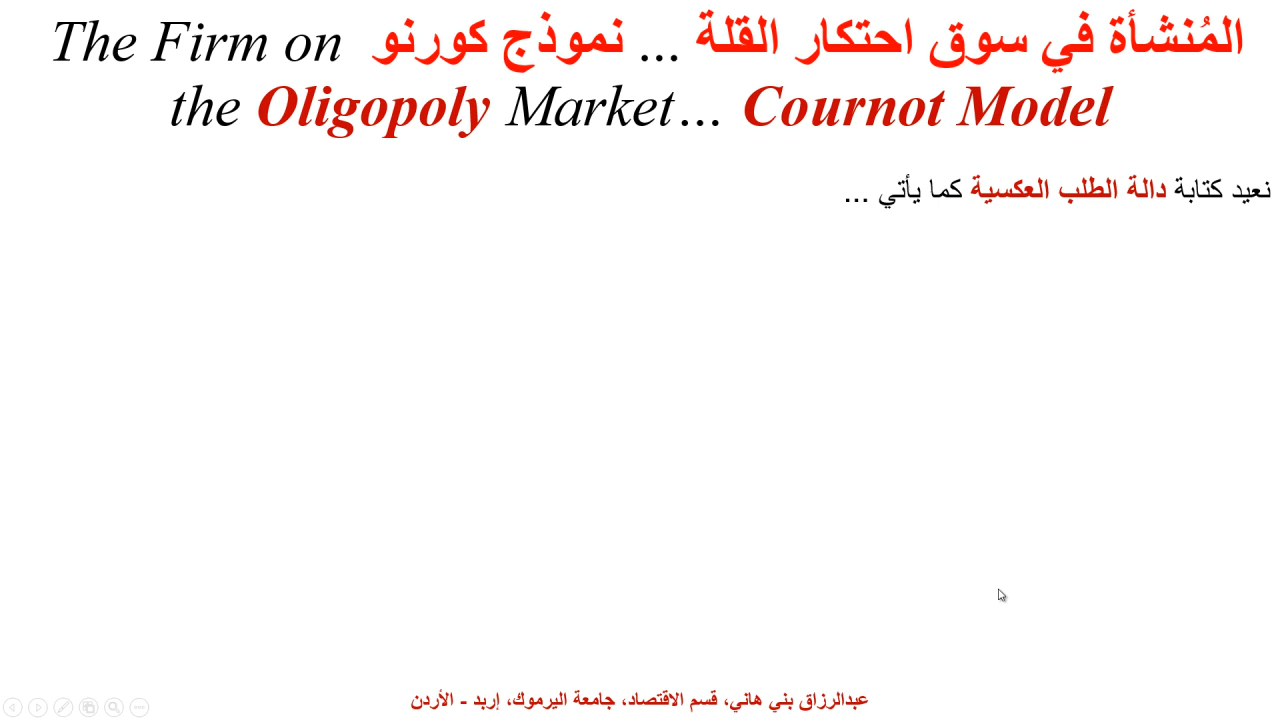 المُنشأة في سوق احتكار القلة ... نموذج كورنو The Firm on
the Oligopoly Market... Cournot Model
نعيد كتابة دالة الطلب العكسية كما يأتي ...
عبدالرزاق بني هاني، قسم الاقتصاد، جامعة اليرموك، إربد - الأردن